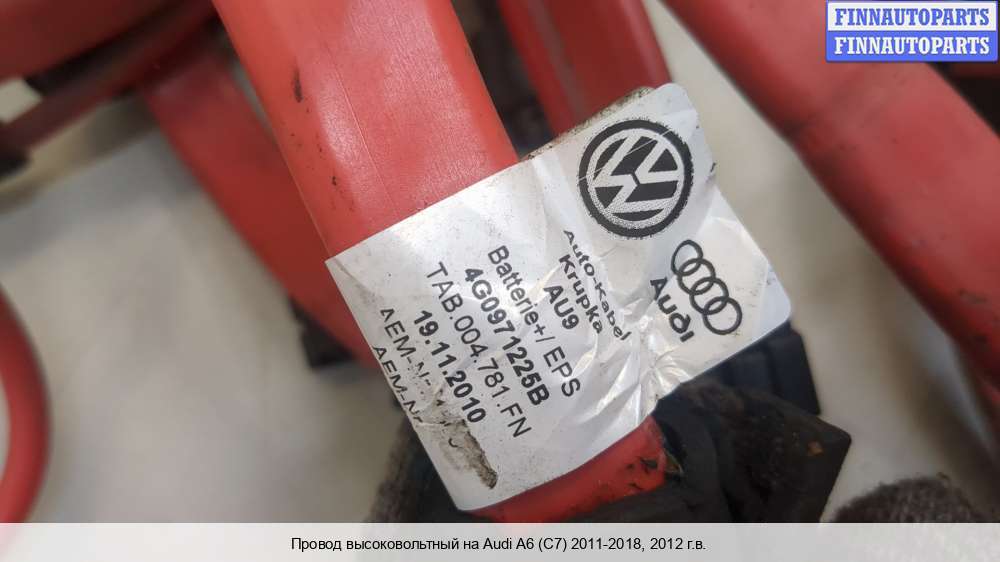 FINNAUTOPARTS
FINNAUTOPARTS
Auto-Kabel
Krupka
AU9
Audi
Batterie+/ EPS
4G0971225B
TAB.004.781.FN
19.11.2010
Провод высоковольтный на Audi A6 (C7) 2011-2018, 2012 г.в.